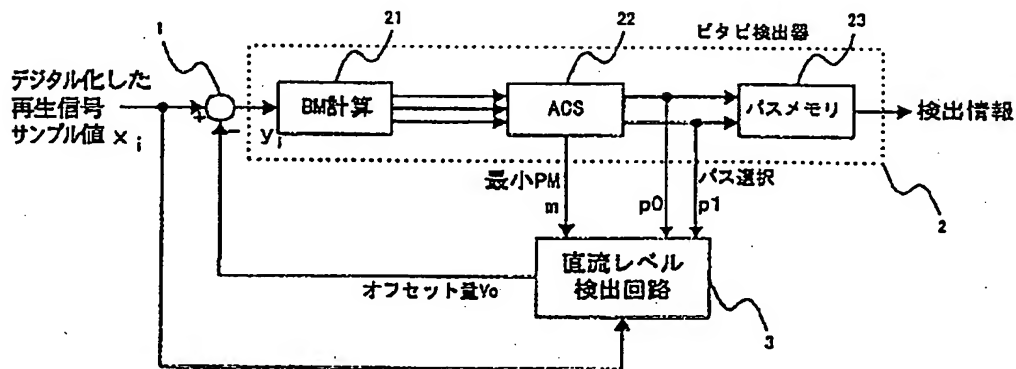 21
22
23
1
ビタビ検出器
デジタル化した
再生信号
サンプル値 xi
+
−
yi
BM計算
ACS
パスメモリ
検出情報
最小PM
m
パス選択
p0
p1
2
直流レベル
検出回路
オフセット量Yo
3